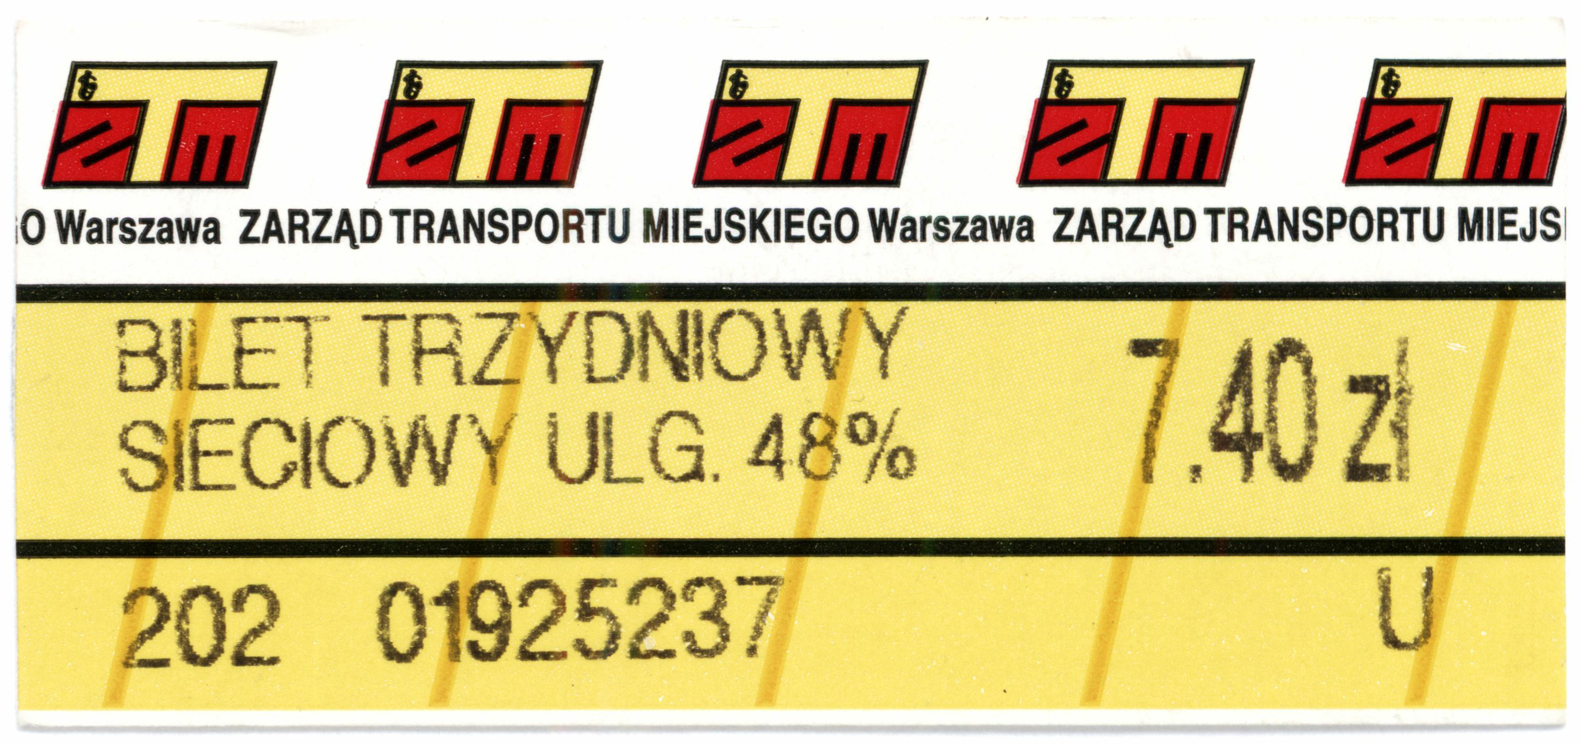 ZTM ZTM ZTM ZTM ZTM
GO Warszawa ZARZĄD TRANSPORTU MIEJSKIEGO Warszawa ZARZĄD TRANSPORTU MIEJS
BILET TRZYDNIOWY
SIECIOWY ULG. 48%
7.40 zł
202 01925237 U